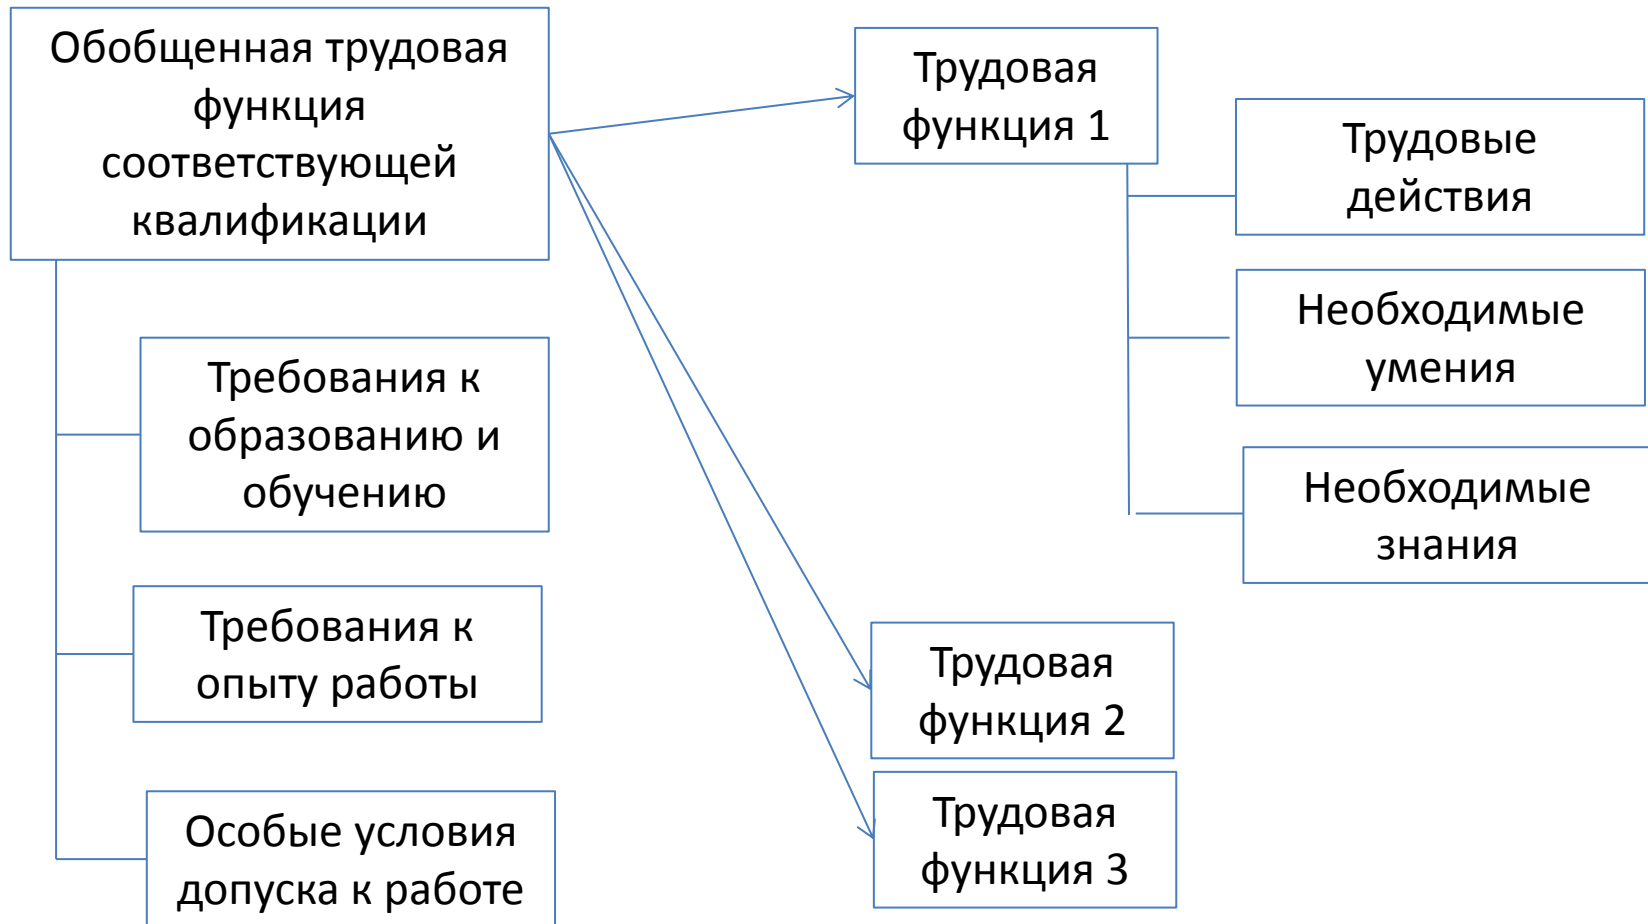 Обобщенная трудовая
функция
соответствующей
квалификации
Требования к
образованию и
обучению
Требования к
опыту работы
Особые условия
допуска к работе
Трудовая
функция 1
Трудовые
действия
Необходимые
умения
Необходимые
знания
Трудовая
функция 2
Трудовая
функция 3